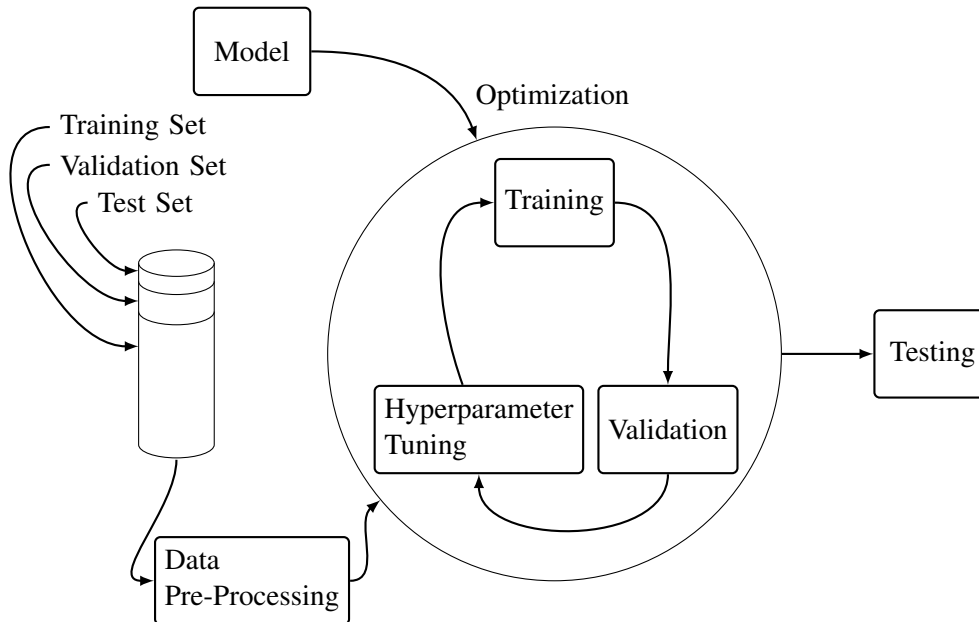 Model
Optimization
Training Set
Validation Set
Test Set
Training
Hyperparameter
Tuning
Validation
Testing
Data
Pre-Processing